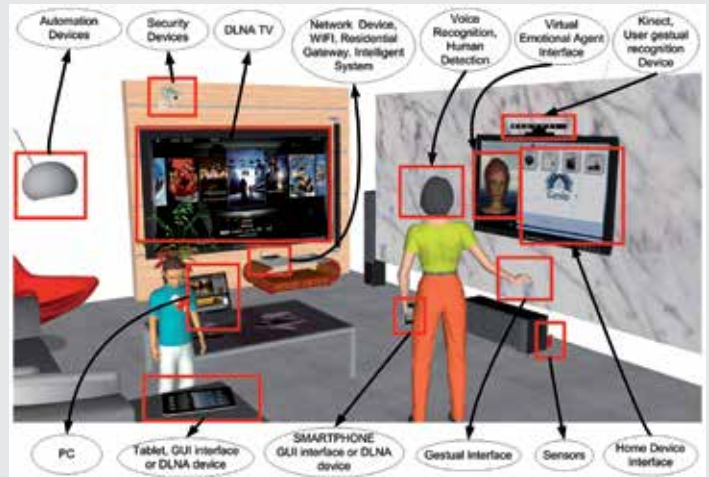 Automation
Devices
Security
Devices
DLNA TV
Network Device,
WIFI, Residential
Gateway, Intelligent
System
Voice
Recognition,
Human
Detection
Virtual
Emotional Agent
Interface
Kinect,
User gestual
recognition
Device
PC
Tablet, GUI interface
or DLNA device
SMARTPHONE
GUI interface or DLNA
device
Gestual Interface
Sensors
Home Device
interface